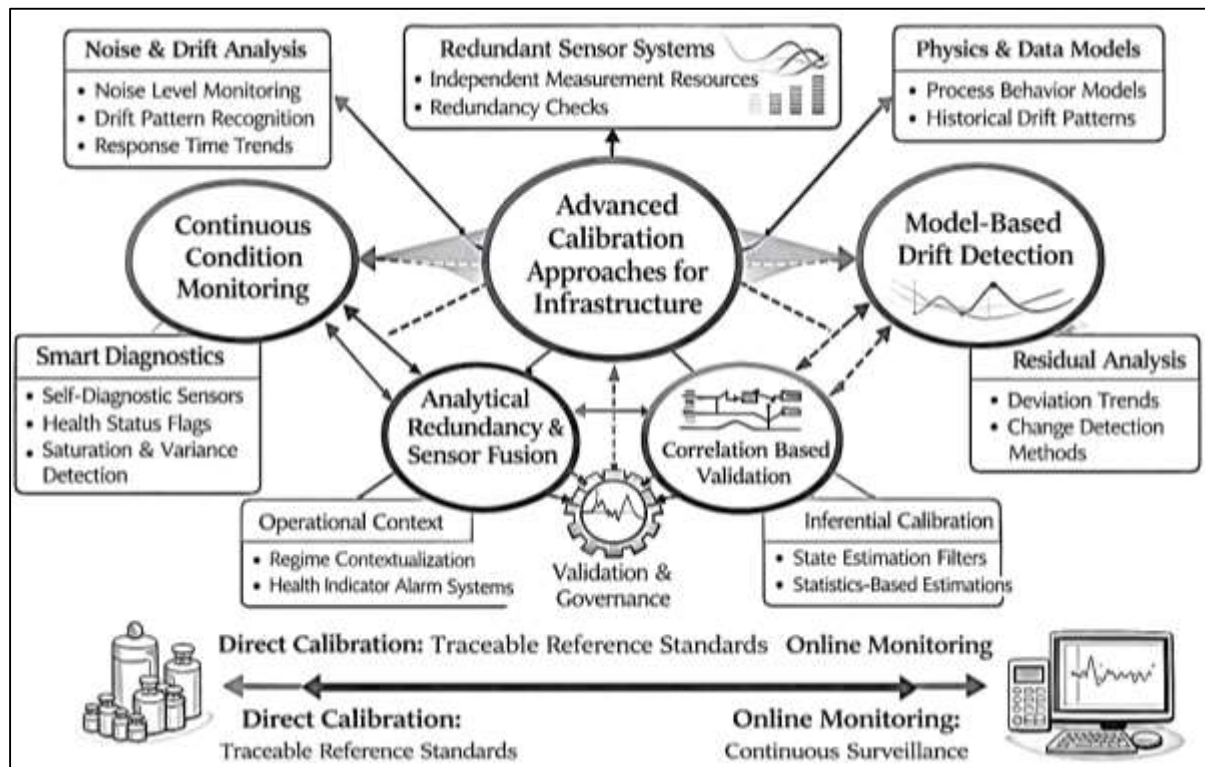 Noise & Drift Analysis
• Noise Level Monitoring
• Drift Pattern Recognition
• Response Time Trends
Redundant Sensor Systems
• Independent Measurement Resources
• Redundancy Checks
Physics & Data Models
• Process Behavior Models
• Historical Drift Patterns
Continuous
Condition
Monitoring
Advanced
Calibration
Approaches for
Infrastructure
Model-Based
Drift Detection
Smart Diagnostics
• Self-Diagnostic Sensors
• Health Status Flags
• Saturation & Variance
Detection
Analytical
Redundancy &
Sensor Fusion
Correlation Based
Validation
Residual Analysis
• Deviation Trends
• Change Detection
Methods
Operational Context
• Regime Contextualization
• Health Indicator Alarm Systems
Validation &
Governance
Inferential Calibration
• State Estimation Filters
• Statistics-Based Estimations
Direct Calibration: Traceable Reference Standards
Online Monitoring
Direct Calibration:
Traceable Reference Standards
Online Monitoring:
Continuous Surveillance